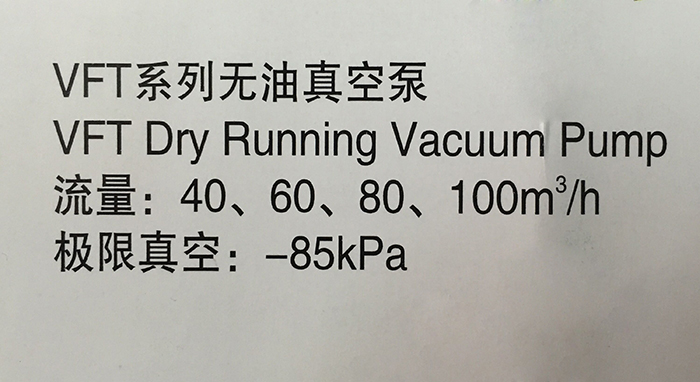 VFT系列无油真空泵
VFT Dry Running Vacuum Pump
流量：40、60、80、100m³/h
极限真空：–85kPa